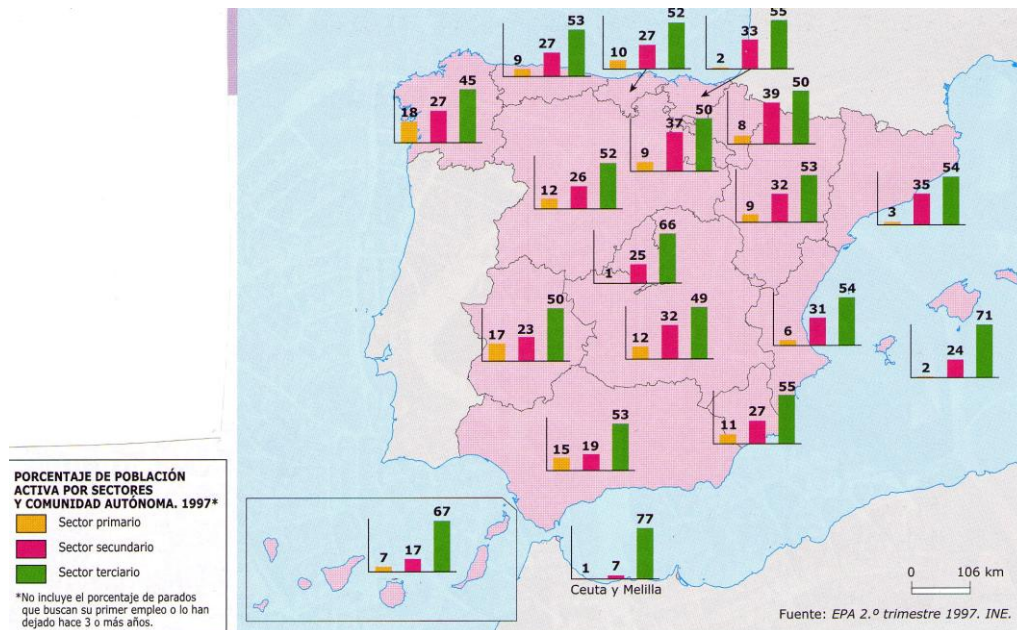 9 27 53
10 27 52
2 33 55
18 27 45
9 37 50
8 39 50
12 26 52
9 32 53
3 35 54
1 25 66
17 23 50
12 32 49
6 31 54
2 24 71
15 19 53
11 27 55
7 17 67
1 7 77
Ceuta y Melilla
0 106 km
Fuente: EPA 2.º trimestre 1997. INE.
PORCENTAJE DE POBLACIÓN
ACTIVA POR SECTORES
Y COMUNIDAD AUTÓNOMA. 1997*
Sector primario
Sector secundario
Sector terciario
*No incluye el porcentaje de parados
que buscan su primer empleo o lo han
dejado hace 3 o más años.